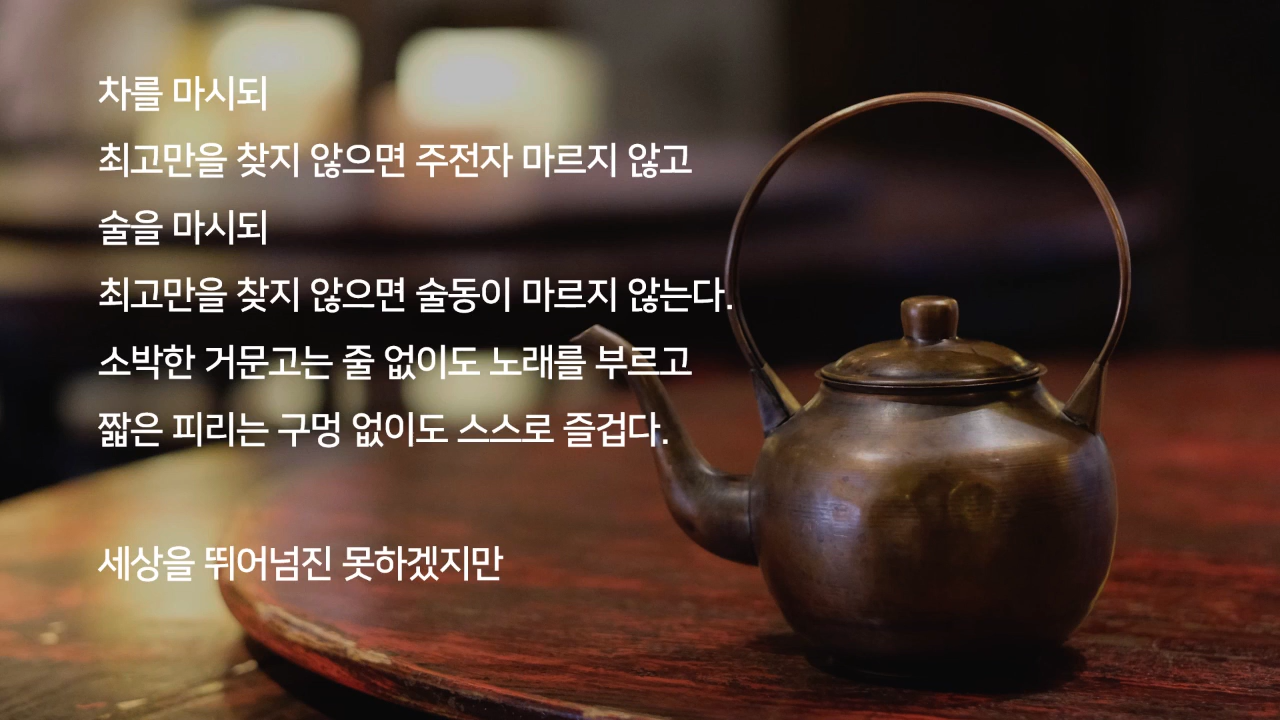 차를 마시되
최고만을 찾지 않으면 주전자 마르지 않고
술을 마시되
최고만을 찾지 않으면 술동이 마르지 않는다.
소박한 거문고는 줄 없이도 노래를 부르고
짧은 피리는 구멍 없이도 스스로 즐겁다.
세상을 뛰어넘진 못하겠지만